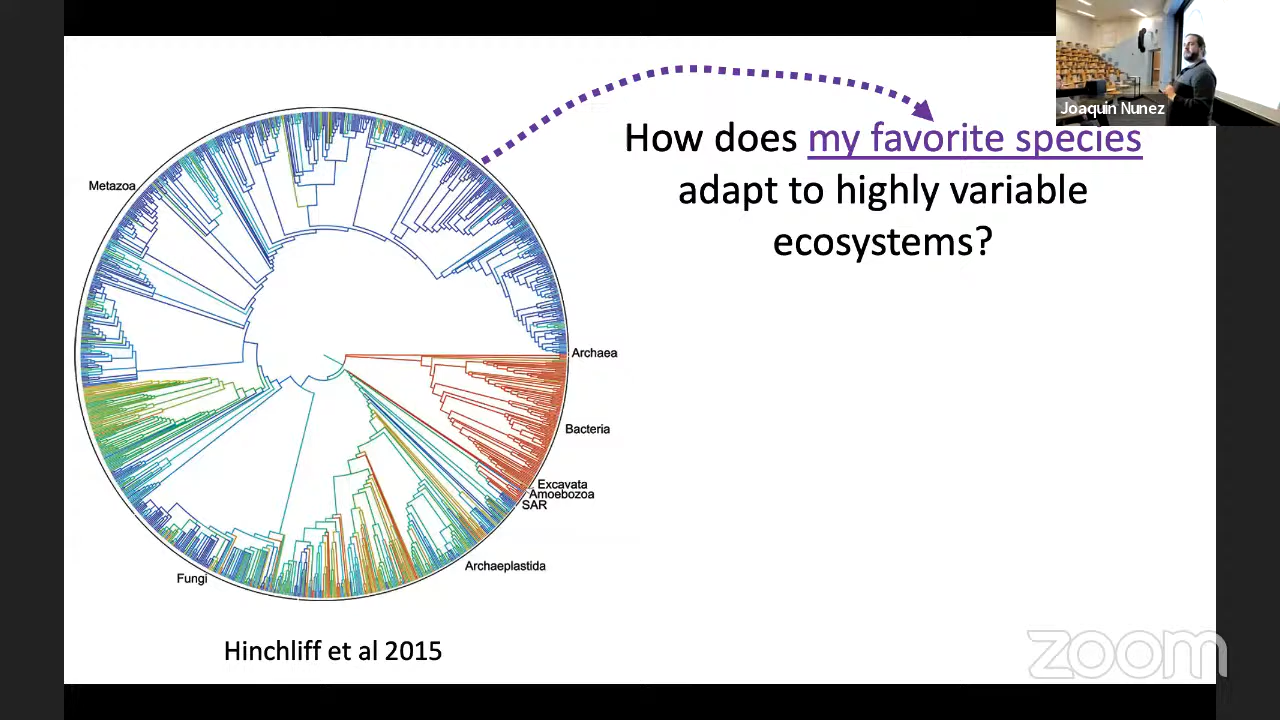 Joaquin Nunez
How does my favorite species
adapt to highly variable
ecosystems?
Metazoa
Archaea
Bacteria
Excavata
Amoebozoa
SAR
Archaeplastida
Fungi
Hinchliff et al 2015
zoom